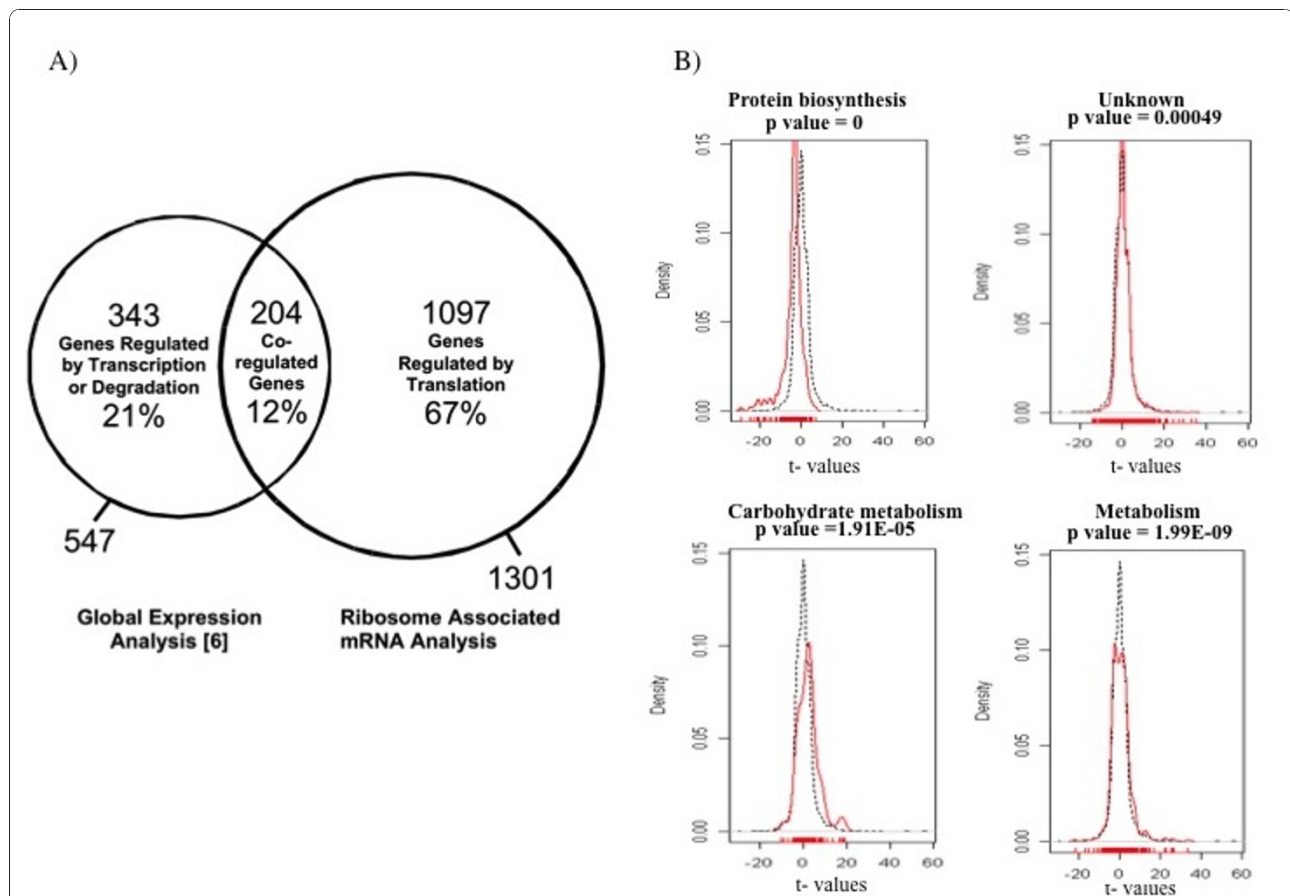 A)
343
Genes Regulated
by Transcription
or Degradation
21%
204
Co-
regulated
Genes
12%
1097
Genes
Regulated by
Translation
67%
547
1301
Global Expression
Analysis [6]
Ribosome Associated
mRNA Analysis
B)
Protein biosynthesis
p value = 0
Density
0.15
0.10
0.05
0.00
-20 0 20 40 60
t- values
Unknown
p value = 0.00049
Density
0.15
0.10
0.05
0.00
-20 0 20 40 60
t- values
Carbohydrate metabolism
p value =1.91E-05
Density
0.15
0.10
0.05
0.00
-20 0 20 40 60
t- values
Metabolism
p value = 1.99E-09
Density
0.15
0.10
0.05
0.00
-20 0 20 40 60
t- values